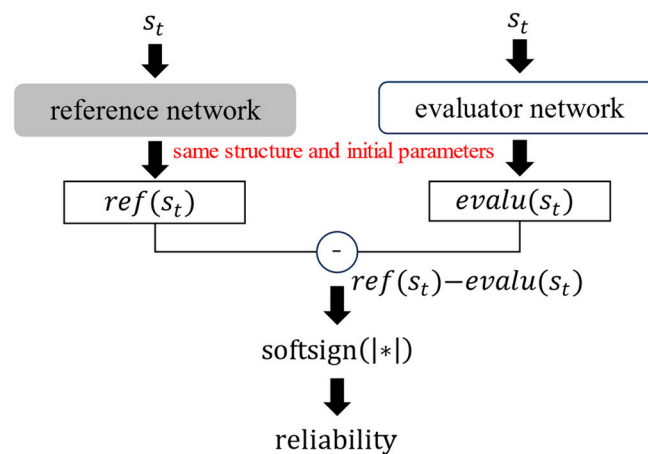 s_t s_t
reference network evaluator network
same structure and initial parameters
ref(s_t) evalu(s_t)
-
ref(s_t)−evalu(s_t)
softsign(|*|)
reliability